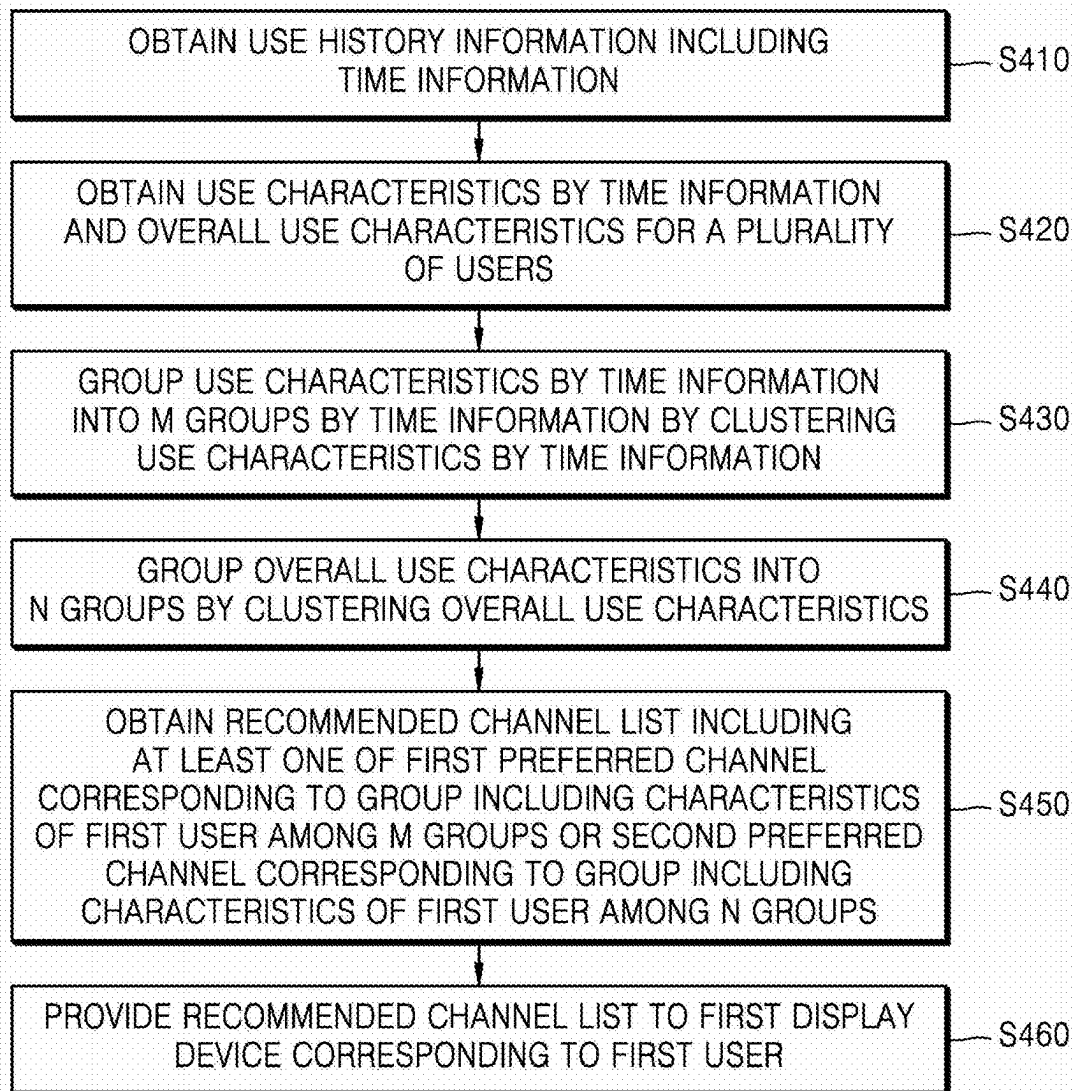 OBTAIN USE HISTORY INFORMATION INCLUDING
TIME INFORMATION
S410
OBTAIN USE CHARACTERISTICS BY TIME INFORMATION
AND OVERALL USE CHARACTERISTICS FOR A PLURALITY
OF USERS
S420
GROUP USE CHARACTERISTICS BY TIME INFORMATION
INTO M GROUPS BY TIME INFORMATION BY CLUSTERING
USE CHARACTERISTICS BY TIME INFORMATION
S430
GROUP OVERALL USE CHARACTERISTICS INTO
N GROUPS BY CLUSTERING OVERALL USE CHARACTERISTICS
S440
OBTAIN RECOMMENDED CHANNEL LIST INCLUDING
AT LEAST ONE OF FIRST PREFERRED CHANNEL
CORRESPONDING TO GROUP INCLUDING CHARACTERISTICS
OF FIRST USER AMONG M GROUPS OR SECOND PREFERRED
CHANNEL CORRESPONDING TO GROUP INCLUDING
CHARACTERISTICS OF FIRST USER AMONG N GROUPS
S450
PROVIDE RECOMMENDED CHANNEL LIST TO FIRST DISPLAY
DEVICE CORRESPONDING TO FIRST USER
S460